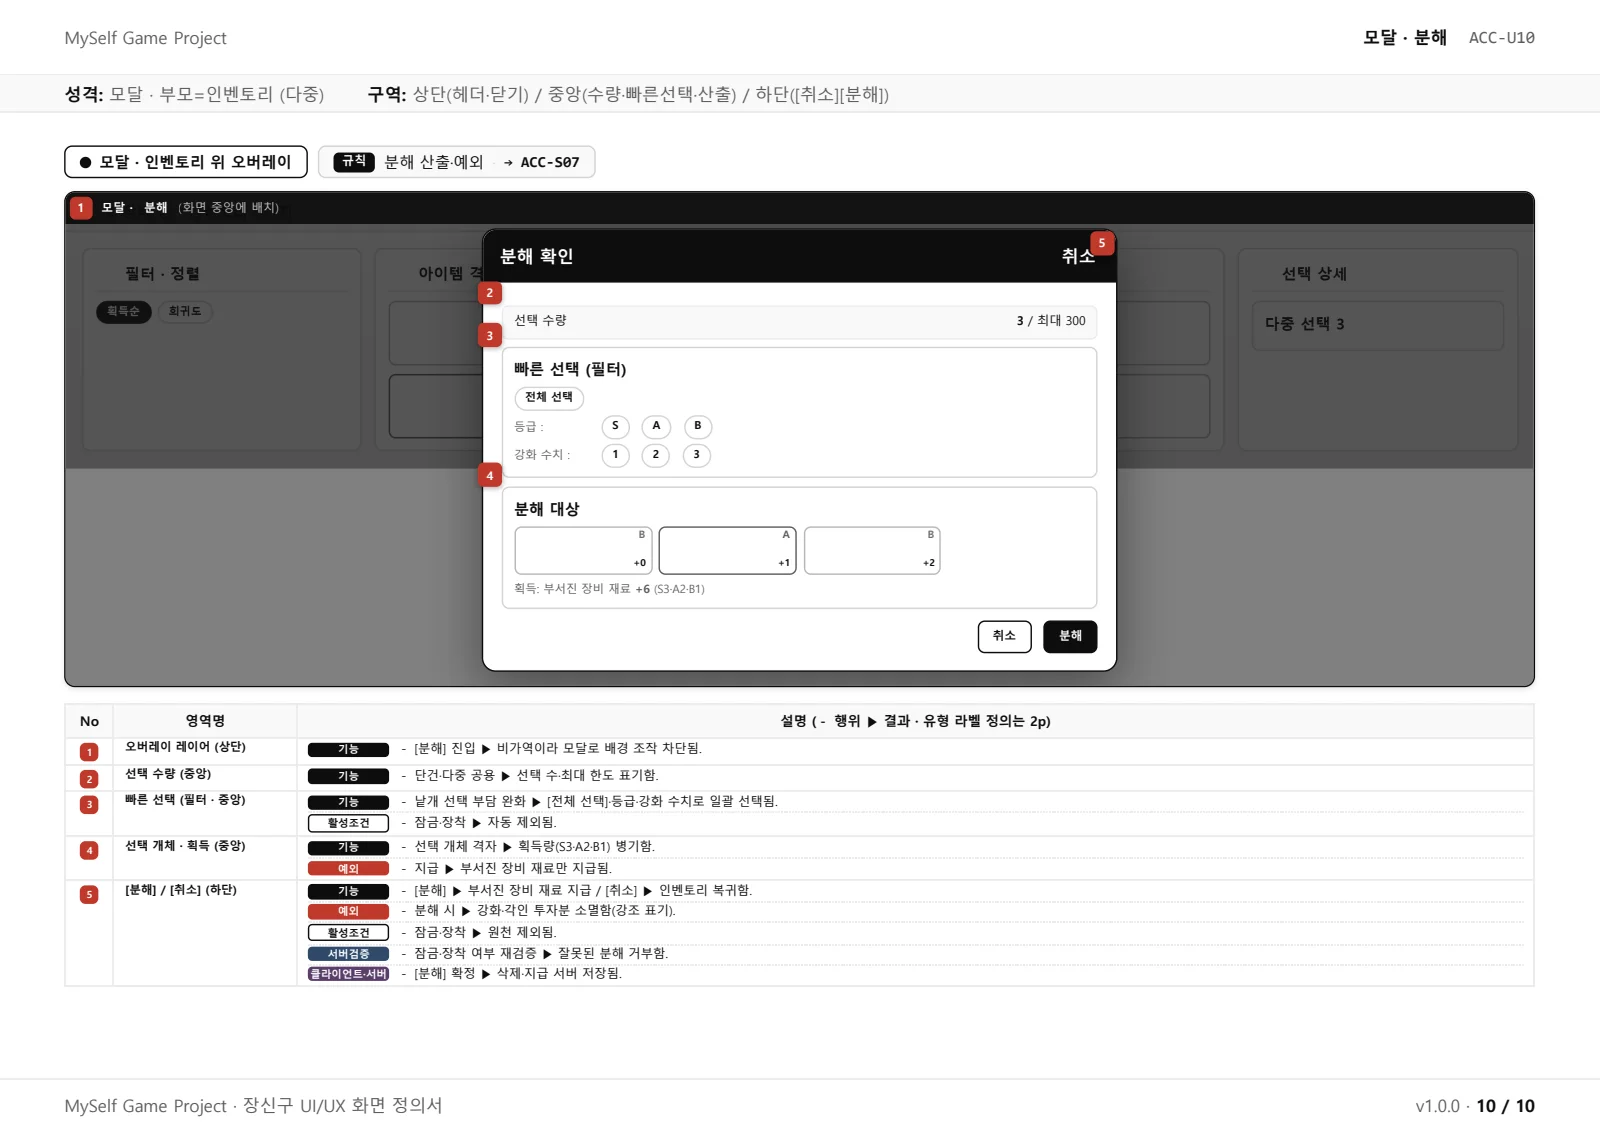 MySelf Game Project
모달 · 분해 ACC-U10
성격: 모달 · 부모=인벤토리 (다중) 구역: 상단(헤더·닫기) / 중앙(수량·빠른선택·산출) / 하단([취소][분해])
● 모달 · 인벤토리 위 오버레이
규칙 분해 산출·예외 · → ACC-S07
1 모달 · 분해 (화면 중앙에 배치)
필터 · 정렬
획득순 희귀도
아이템 격
선택 상세
다중 선택 3
분해 확인 취소 5
2
선택 수량 3 / 최대 300
3
빠른 선택 (필터)
전체 선택
등급 : S A B
강화 수치 : 1 2 3
4
분해 대상
B A B
+0 +1 +2
획득: 부서진 장비 재료 +6 (S3·A2·B1)
취소 분해
No 영역명 설명 ( - 행위 ▶ 결과 · 유형 라벨 정의는 2p)
1 오버레이 레이어 (상단) 기능 - [분해] 진입 ▶ 비가역이라 모달로 배경 조작 차단됨.
2 선택 수량 (중앙) 기능 - 단건·다중 공용 ▶ 선택 수·최대 한도 표기함.
3 빠른 선택 (필터 · 중앙) 기능 - 낱개 선택 부담 완화 ▶ [전체 선택]·등급·강화 수치로 일괄 선택됨.
활성조건 - 잠금·장착 ▶ 자동 제외됨.
4 선택 개체 · 획득 (중앙) 기능 - 선택 개체 격자 ▶ 획득량(S3·A2·B1) 병기함.
예외 - 지급 ▶ 부서진 장비 재료만 지급됨.
5 [분해] / [취소] (하단) 기능 - [분해] ▶ 부서진 장비 재료 지급 / [취소] ▶ 인벤토리 복귀함.
예외 - 분해 시 ▶ 강화·각인 투자분 소멸함(강조 표기).
활성조건 - 잠금·장착 ▶ 원천 제외됨.
서버검증 - 잠금·장착 여부 재검증 ▶ 잘못된 분해 거부함.
클라이언트·서버 - [분해] 확정 ▶ 삭제·지급 서버 저장됨.
MySelf Game Project · 장신구 UI/UX 화면 정의서
v1.0.0 · 10 / 10